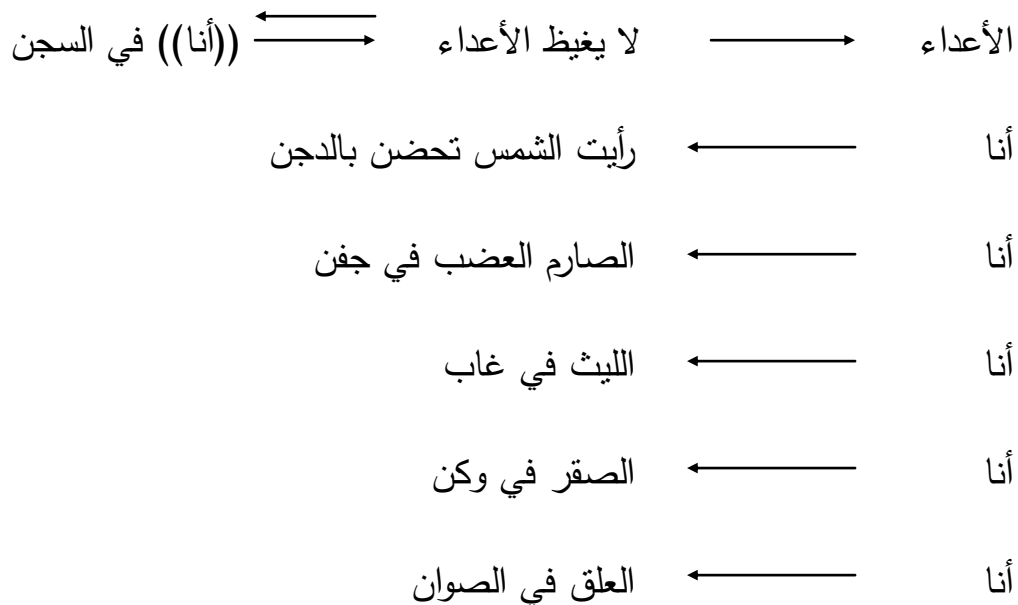 الأعداء لا يغيظ الأعداء ((أنا)) في السجن
أنا رأيت الشمس تحضن بالدجن
أنا الصارم العضب في جفن
أنا الليث في غاب
أنا الصقر في وكن
أنا العلق في الصوان